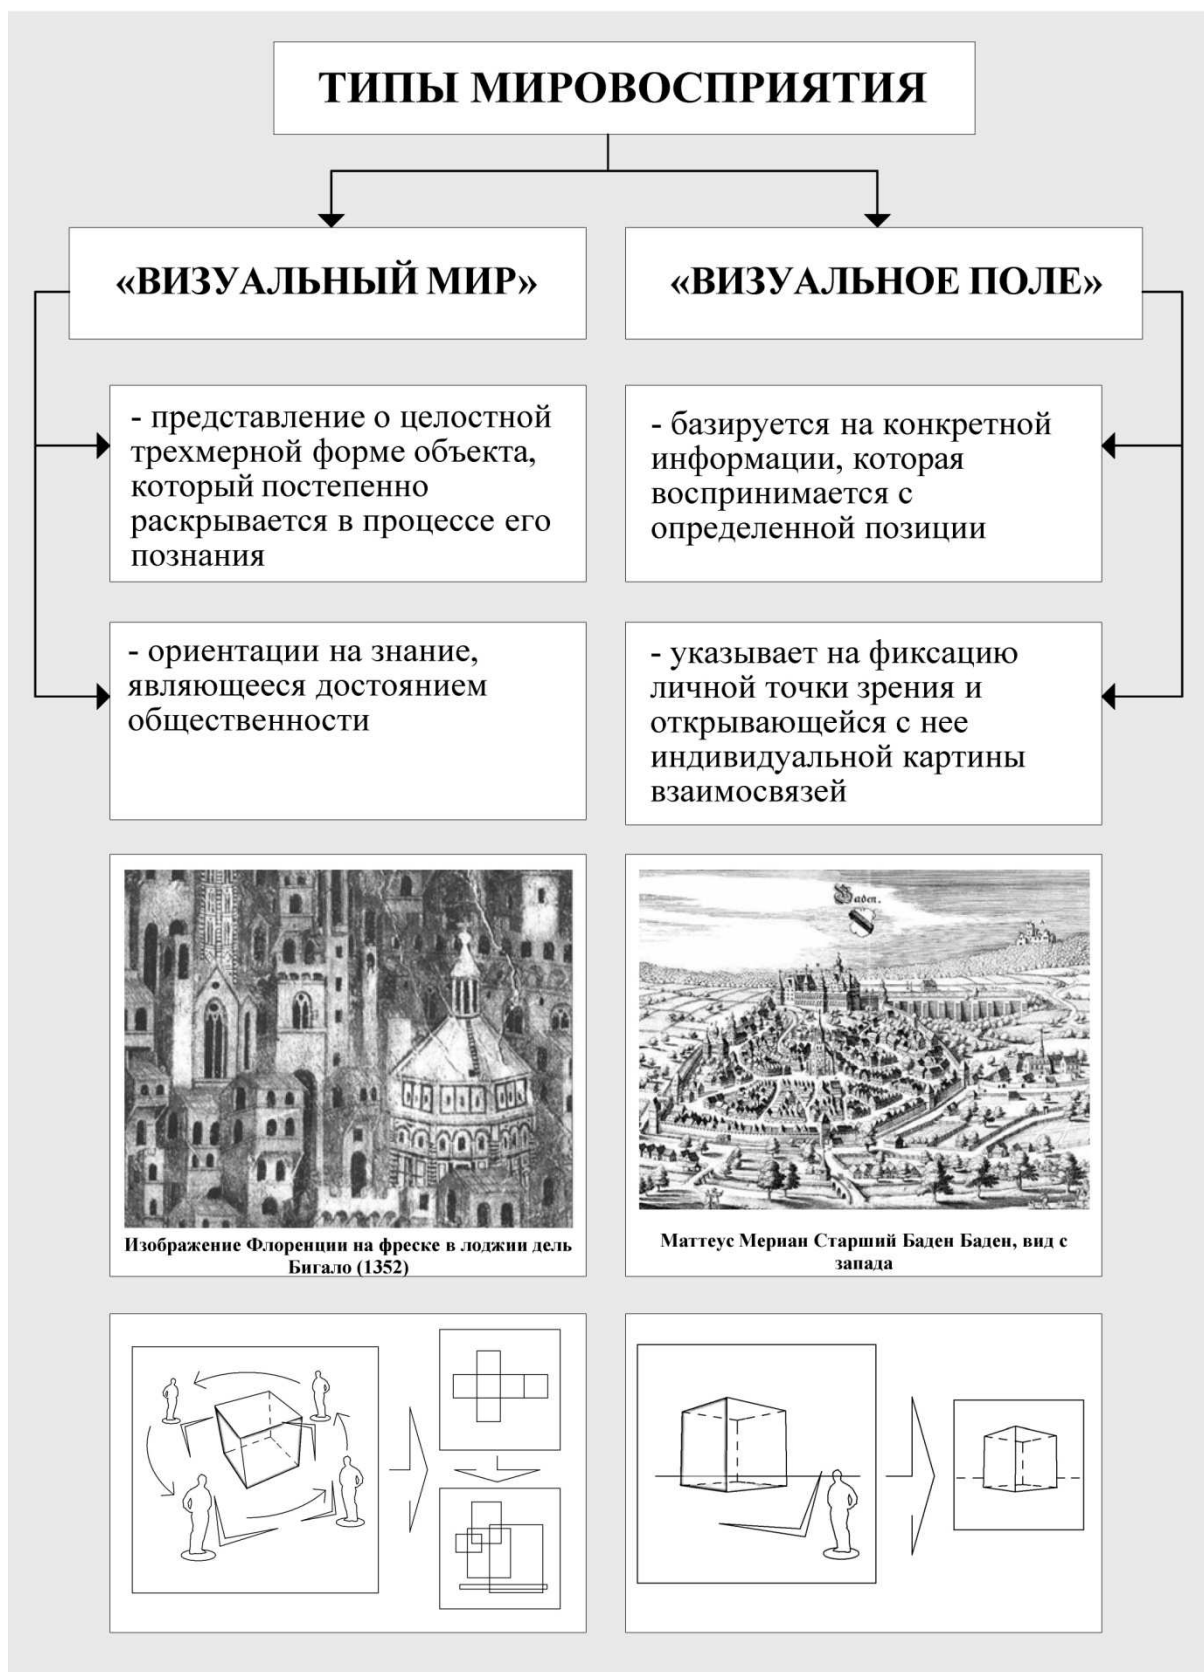 ТИПЫ МИРОВОСПРИЯТИЯ
«ВИЗУАЛЬНЫЙ МИР»
- представление о целостной
трехмерной форме объекта,
который постепенно
раскрывается в процессе его
познания
- ориентации на знание,
являющееся достоянием
общественности
Изображение Флоренции на фреске в лоджии дель
Бигало (1352)
«ВИЗУАЛЬНОЕ ПОЛЕ»
- базируется на конкретной
информации, которая
воспринимается с
определенной позиции
- указывает на фиксацию
личной точки зрения и
открывающейся с нее
индивидуальной картины
взаимосвязей
Baden.
Маттеус Мериан Старший Баден Баден, вид с
запада